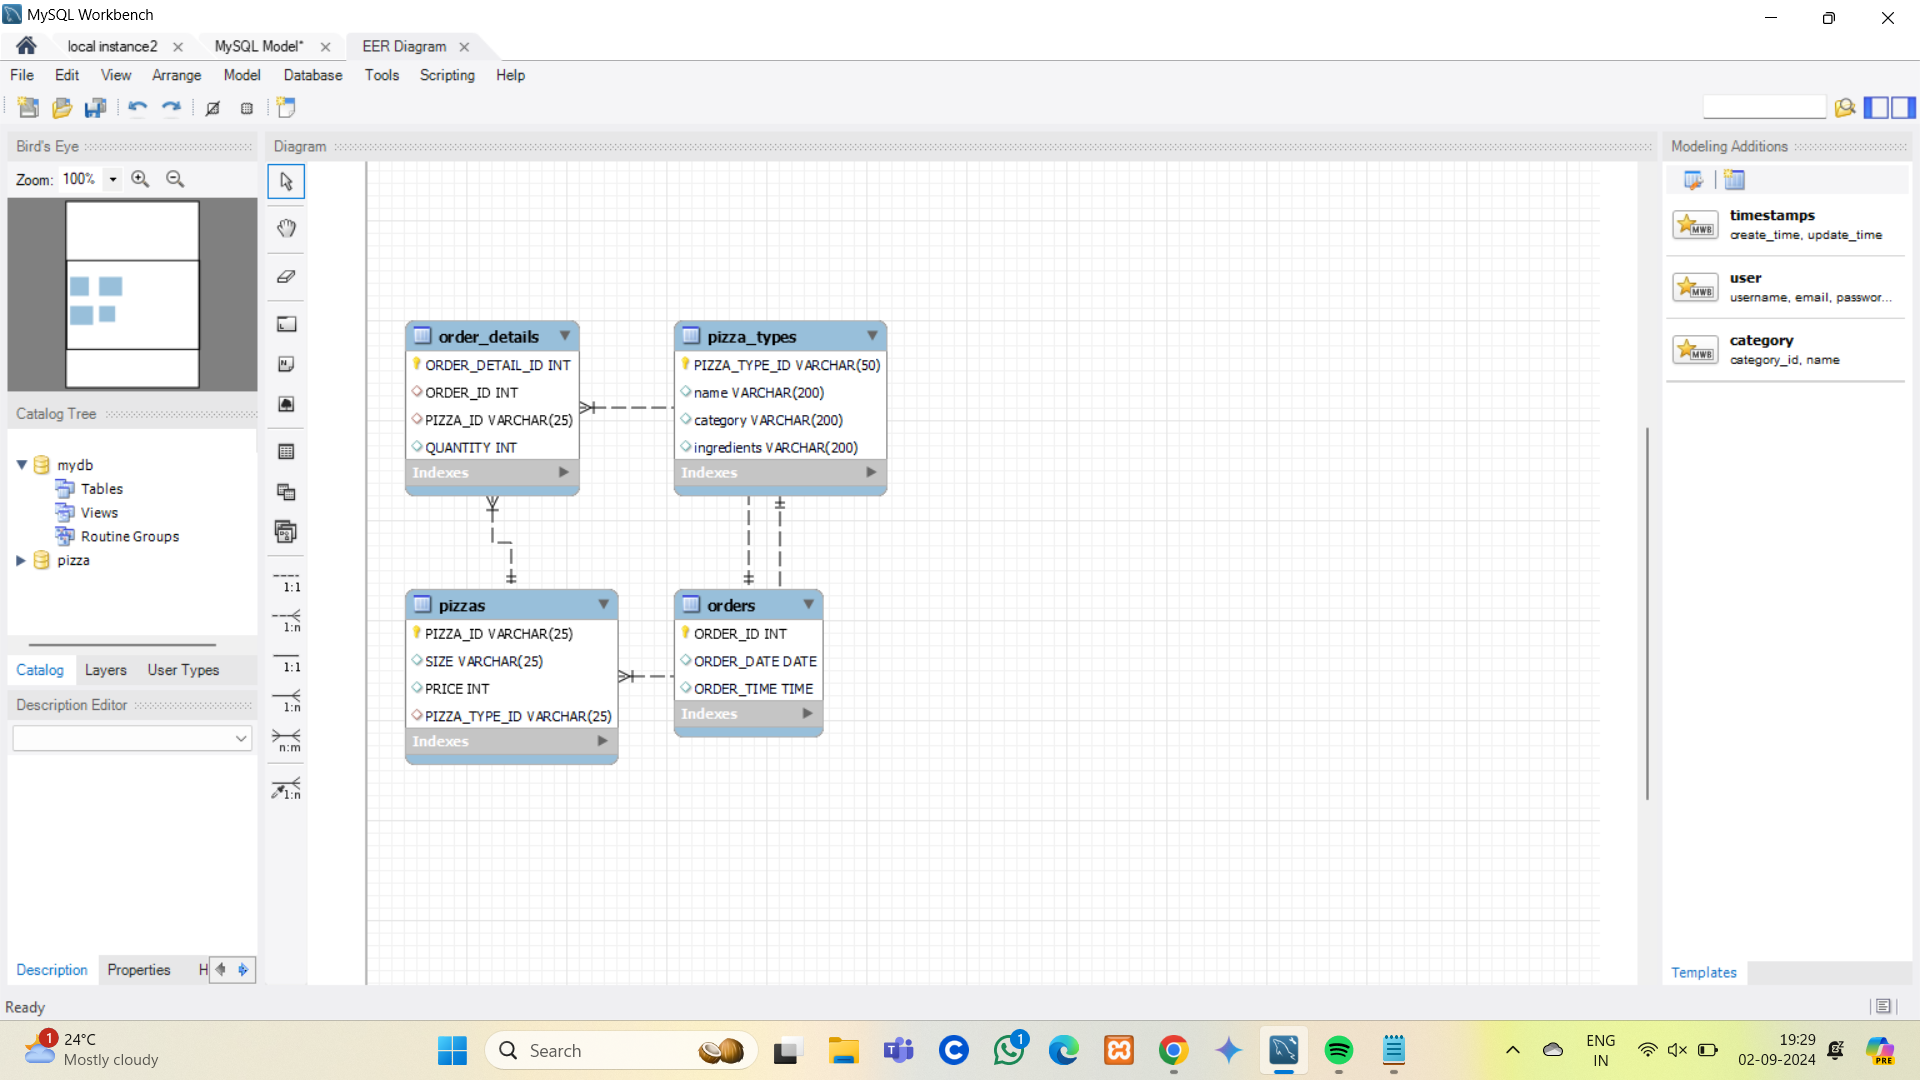 MySQL Workbench
local instance2
MySQL Model*
EER Diagram
File Edit View Arrange Model Database Tools Scripting Help
Bird's Eye
Zoom: 100%
Catalog Tree
mydb
Tables
Views
Routine Groups
pizza
Catalog Layers User Types
Description Editor
Description Properties H
Ready
Diagram
1:1
1:n
1:1
1:n
n:m
1:n
order_details
ORDER_DETAIL_ID INT
ORDER_ID INT
PIZZA_ID VARCHAR(25)
QUANTITY INT
Indexes
pizza_types
PIZZA_TYPE_ID VARCHAR(50)
name VARCHAR(200)
category VARCHAR(200)
ingredients VARCHAR(200)
Indexes
pizzas
PIZZA_ID VARCHAR(25)
SIZE VARCHAR(25)
PRICE INT
PIZZA_TYPE_ID VARCHAR(25)
Indexes
orders
ORDER_ID INT
ORDER_DATE DATE
ORDER_TIME TIME
Indexes
Modeling Additions
MWB
timestamps
create_time, update_time
MWB
user
username, email, passwor...
MWB
category
category_id, name
Templates
1
24°C
Mostly cloudy
Search
1
ENG
IN
19:29
02-09-2024
PRE